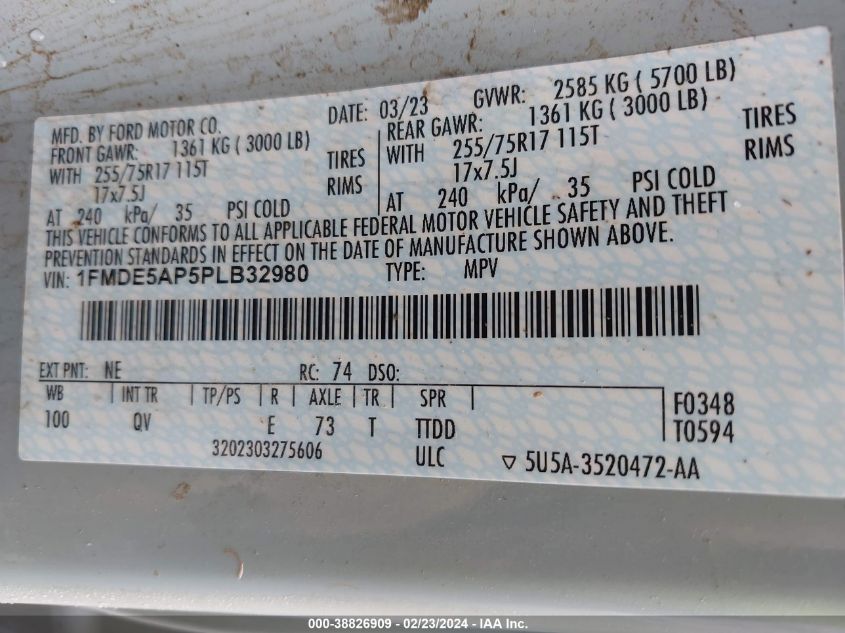 MFD. BY FORD MOTOR CO.
DATE: 03/23 GVWR: 2585 KG ( 5700 LB)
FRONT GAWR: 1361 KG ( 3000 LB)
WITH 255/75R17 115T TIRES
17x7.5J RIMS
AT 240 kPa/ 35 PSI COLD
REAR GAWR: 1361 KG ( 3000 LB)
WITH 255/75R17 115T TIRES
17x7.5J RIMS
AT 240 kPa/ 35 PSI COLD
THIS VEHICLE CONFORMS TO ALL APPLICABLE FEDERAL MOTOR VEHICLE SAFETY AND THEFT
PREVENTION STANDARDS IN EFFECT ON THE DATE OF MANUFACTURE SHOWN ABOVE.
VIN: 1FMDE5AP5PLB32980 TYPE: MPV
EXT PNT: NE RC: 74 DSO:
WB INT TR TP/PS R AXLE TR SPR
100 QV E 73 T TTDD
F0348
T0594
3202303275606 ULC ▽ 5U5A-3520472-AA
000-38826909 - 02/23/2024 - IAA Inc.